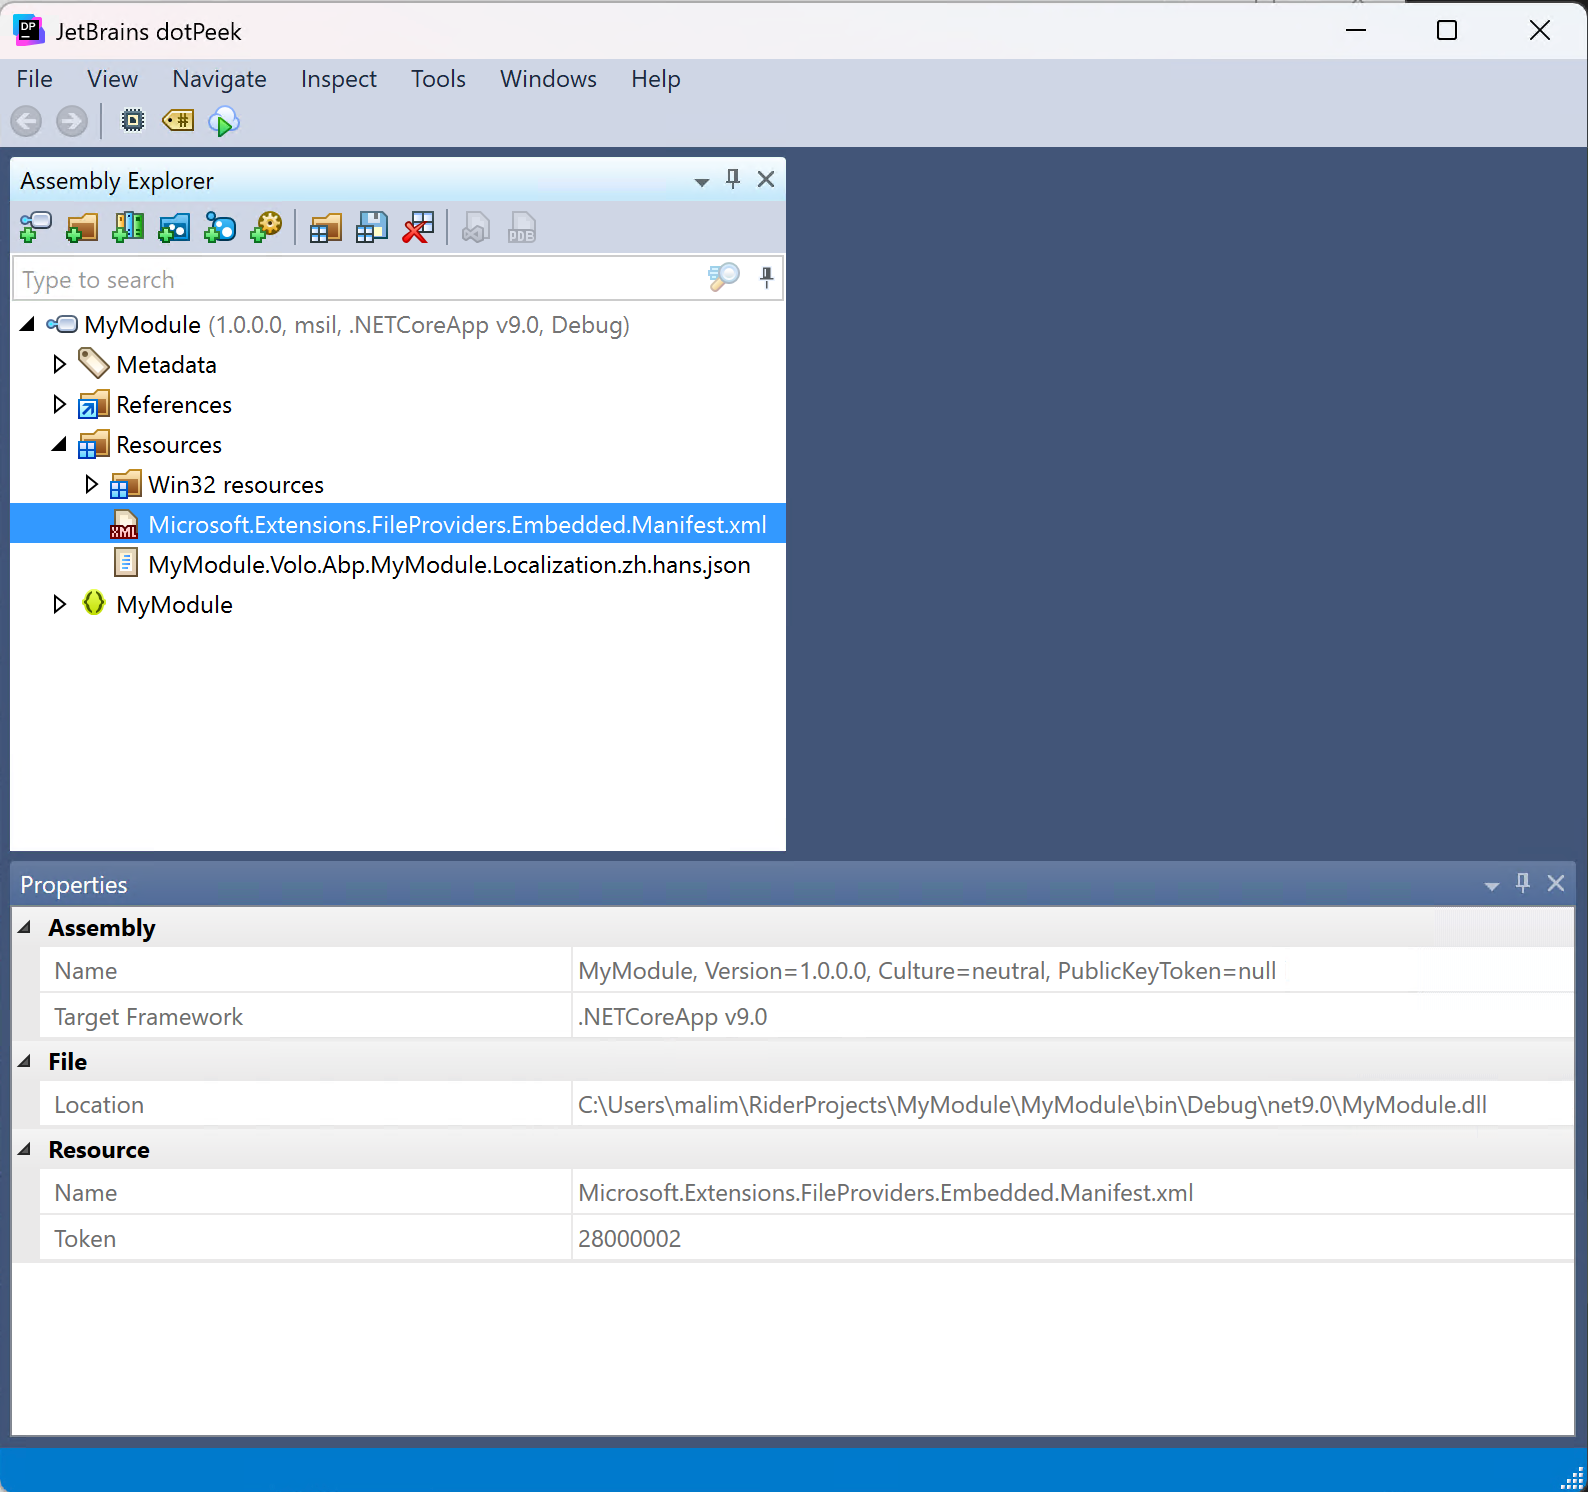 JetBrains dotPeek
File View Navigate Inspect Tools Windows Help
Assembly Explorer
Type to search
MyModule (1.0.0.0, msil, .NETCoreApp v9.0, Debug)
Metadata
References
Resources
Win32 resources
Microsoft.Extensions.FileProviders.Embedded.Manifest.xml
MyModule.Volo.Abp.MyModule.Localization.zh.hans.json
MyModule
Properties
Assembly
Name MyModule, Version=1.0.0.0, Culture=neutral, PublicKeyToken=null
Target Framework .NETCoreApp v9.0
File
Location C:\Users\malim\RiderProjects\MyModule\MyModule\bin\Debug\net9.0\MyModule.dll
Resource
Name Microsoft.Extensions.FileProviders.Embedded.Manifest.xml
Token 28000002